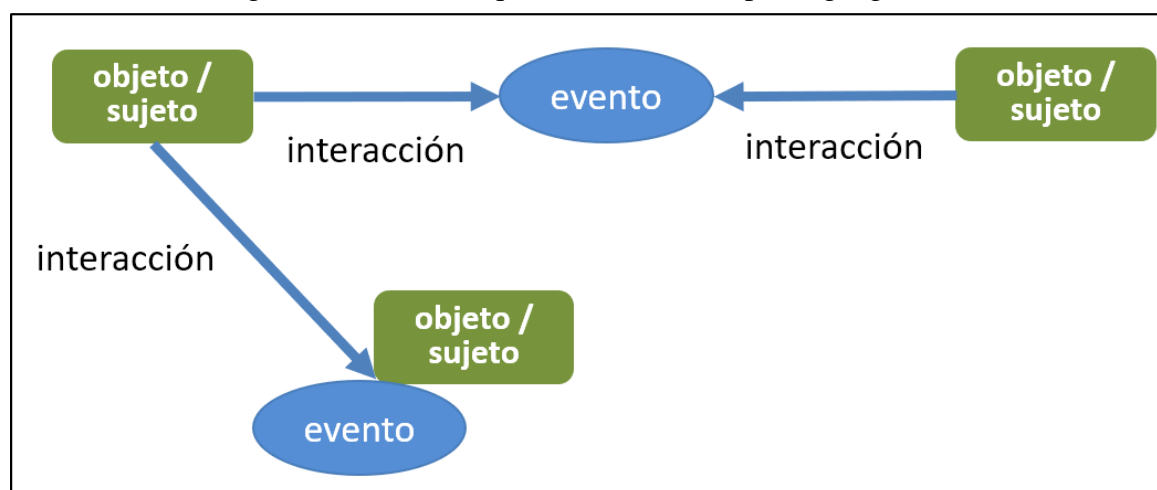 objeto /
sujeto
evento
objeto /
sujeto
interacción
interacción
interacción
objeto /
sujeto
evento